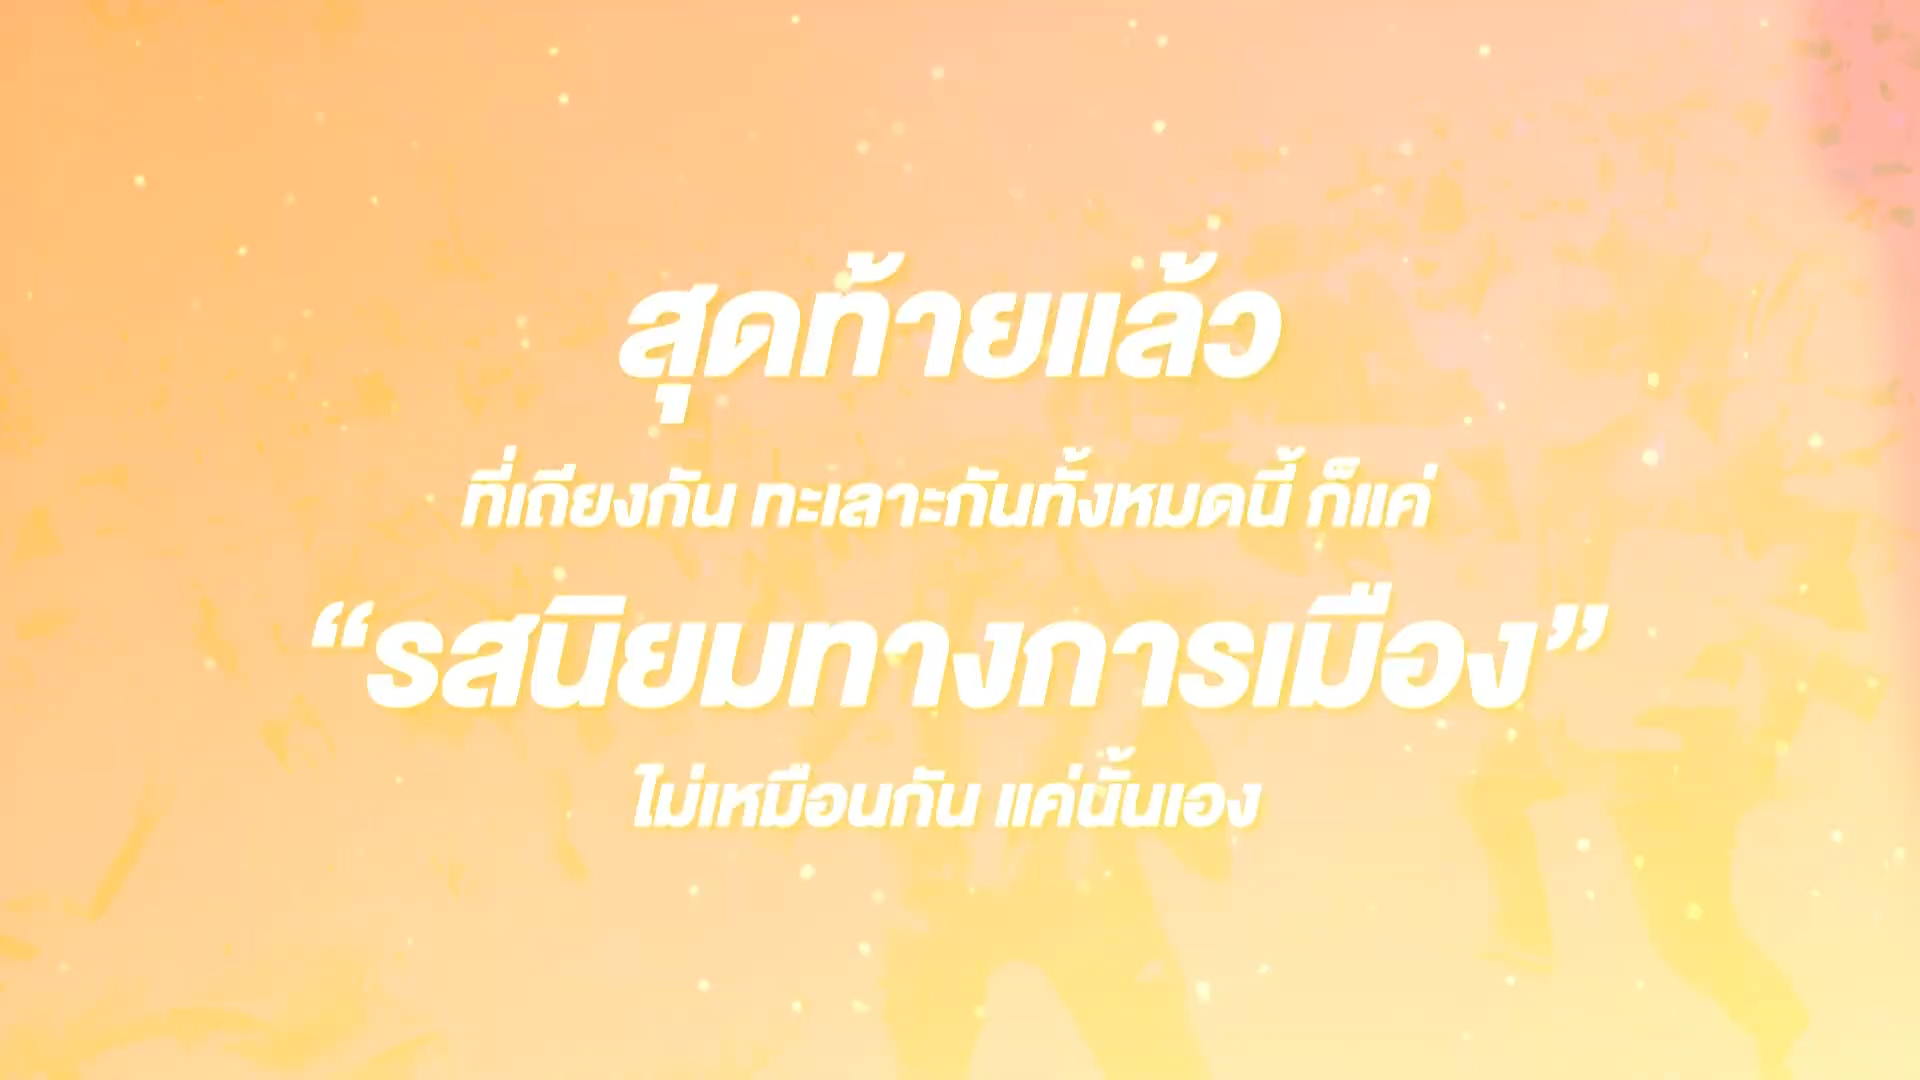 สุดท้ายแล้ว
ที่เถียงกัน ทะเลาะกันทั้งหมดนี้ ก็แค่
“รสนิยมทางการเมือง”
ไม่เหมือนกัน แค่นั้นเอง